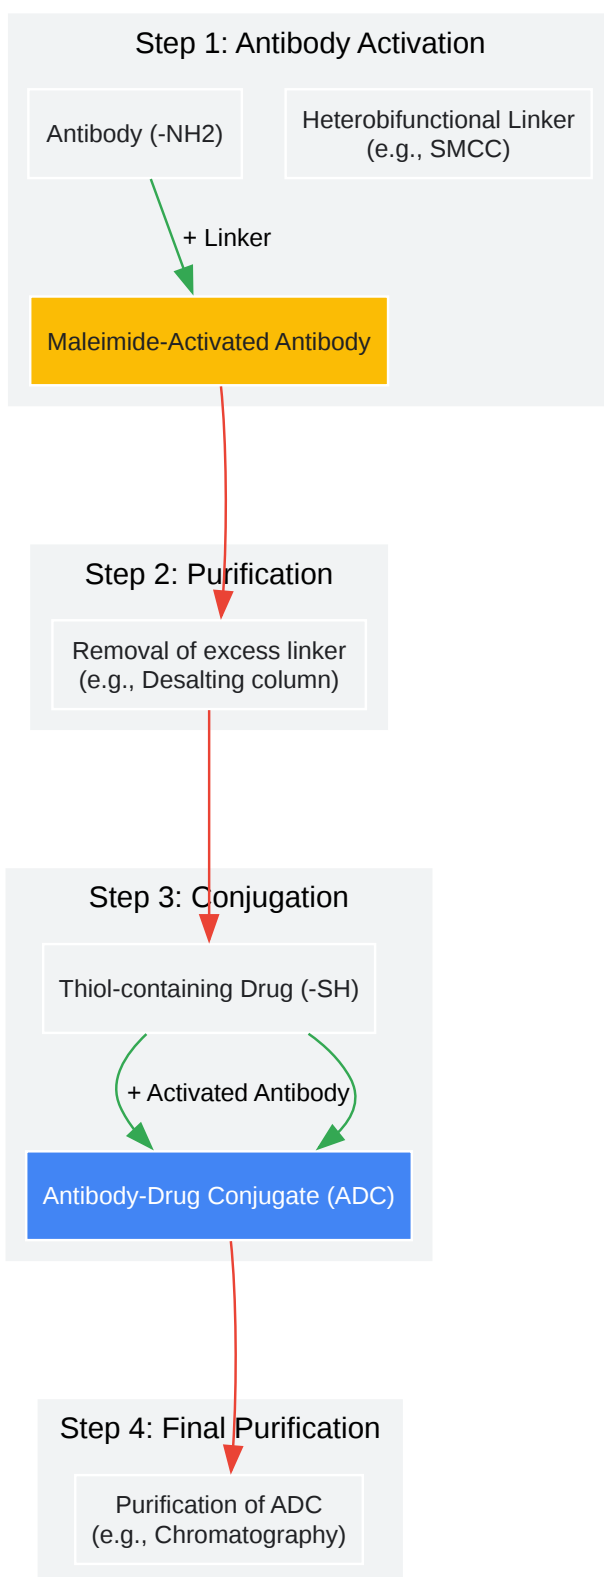 Step 1: Antibody Activation
Antibody (-NH2)
Heterobifunctional Linker
(e.g., SMCC)
+ Linker
Maleimide-Activated Antibody
Step 2: Purification
Removal of excess linker
(e.g., Desalting column)
Step 3: Conjugation
Thiol-containing Drug (-SH)
+ Activated Antibody
Antibody-Drug Conjugate (ADC)
Step 4: Final Purification
Purification of ADC
(e.g., Chromatography)